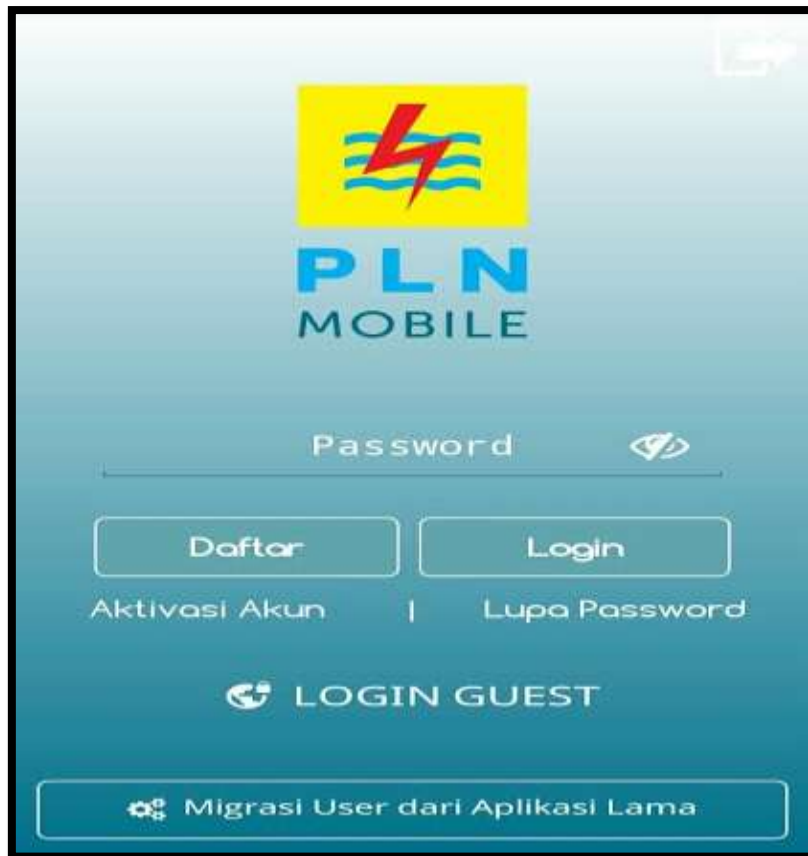 PLN
MOBILE
Password
Daftar Login
Aktivasi Akun | Lupa Password
LOGIN GUEST
Migrasi User dari Aplikasi Lama